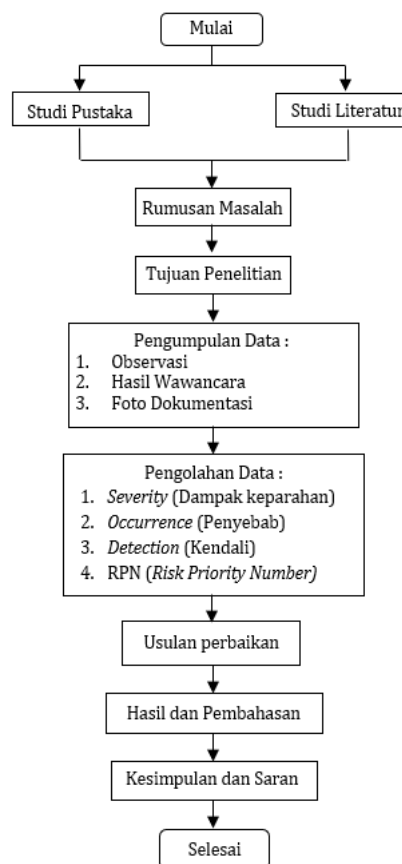 Mulai
Studi Pustaka
Studi Literatur
Rumusan Masalah
Tujuan Penelitian
Pengumpulan Data :
1. Observasi
2. Hasil Wawancara
3. Foto Dokumentasi
Pengolahan Data :
1. Severity (Dampak keparahan)
2. Occurrence (Penyebab)
3. Detection (Kendali)
4. RPN (Risk Priority Number)
Usulan perbaikan
Hasil dan Pembahasan
Kesimpulan dan Saran
Selesai